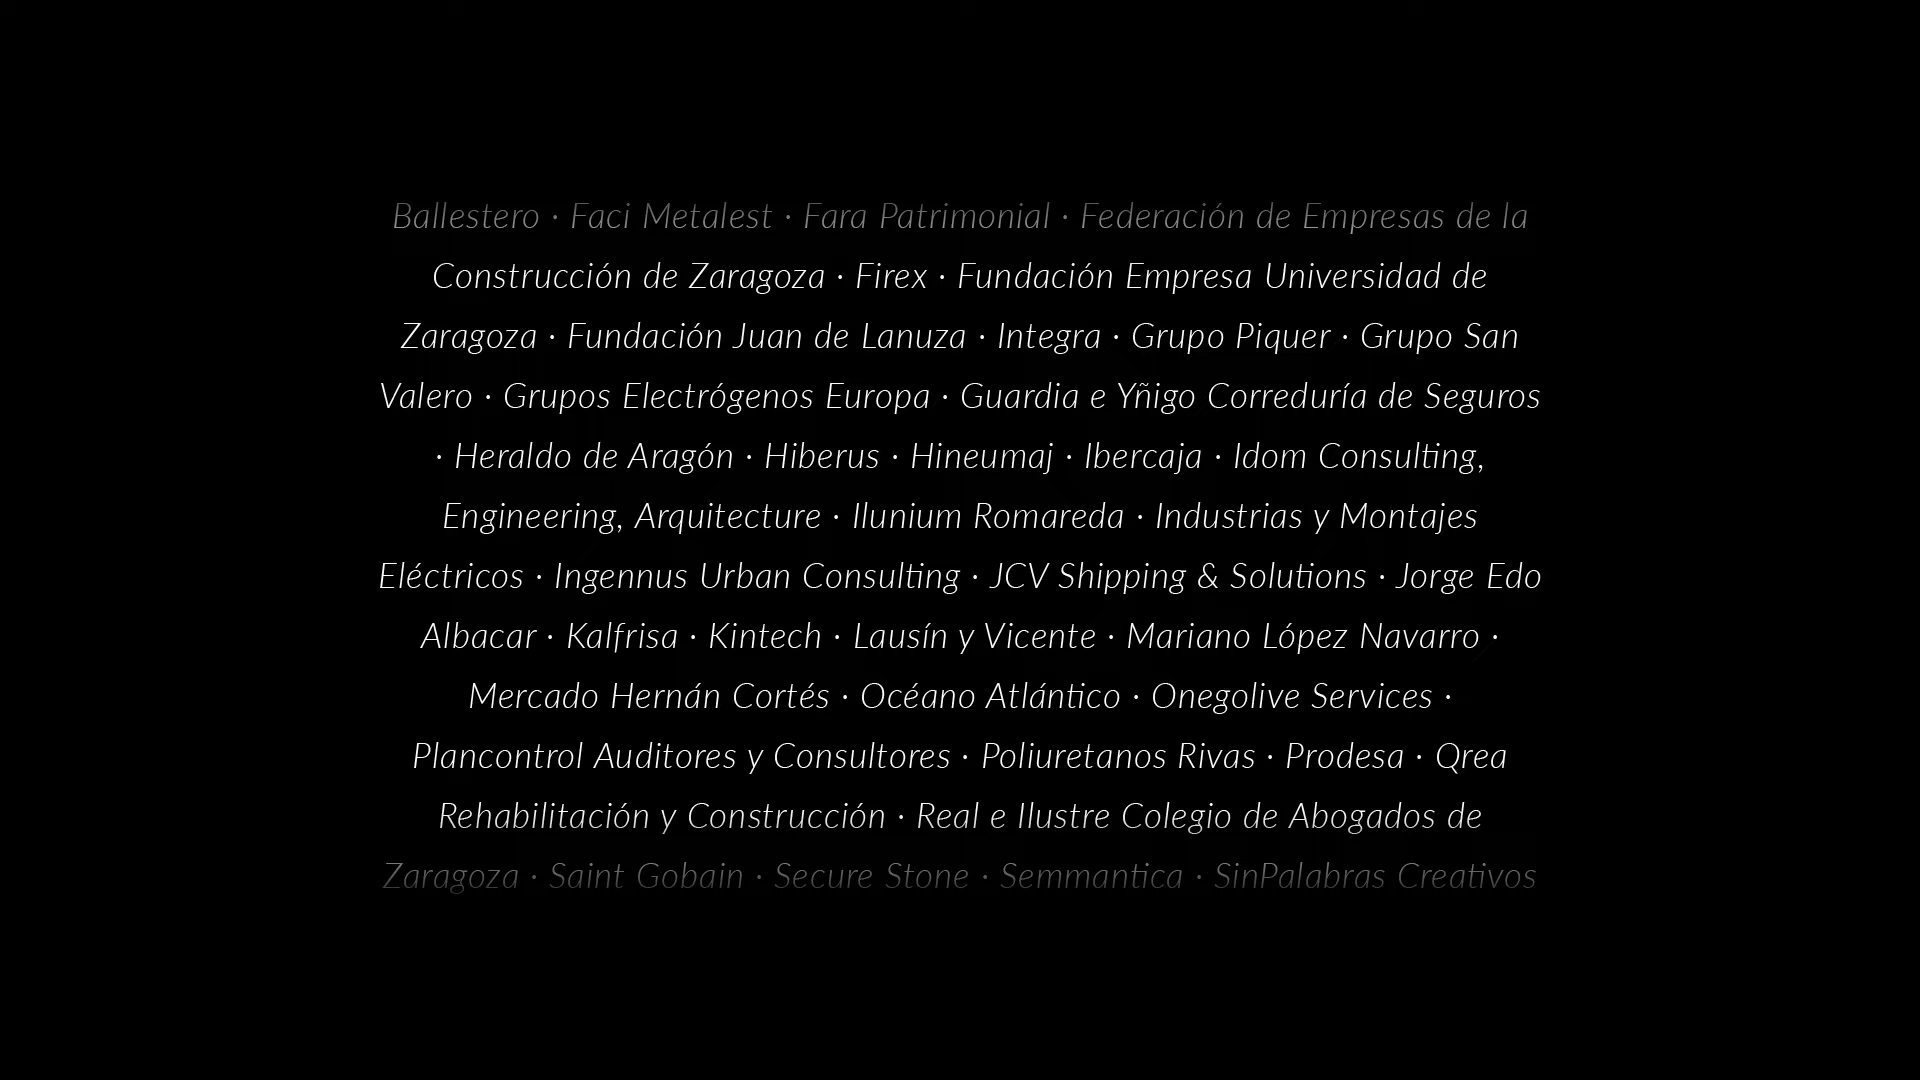 Ballestero · Faci Metalest · Fara Patrimonial · Federación de Empresas de la
Construcción de Zaragoza · Firex · Fundación Empresa Universidad de
Zaragoza · Fundación Juan de Lanuza · Integra · Grupo Piquer · Grupo San
Valero · Grupos Electrógenos Europa · Guardia e Yñigo Correduría de Seguros
· Heraldo de Aragón · Hiberus · Hineumaj · Ibercaja · Idom Consulting,
Engineering, Arquitecture · Ilunium Romareda · Industrias y Montajes
Eléctricos · Ingennus Urban Consulting · JCV Shipping & Solutions · Jorge Edo
Albacar · Kalfrisa · Kintech · Lausín y Vicente · Mariano López Navarro ·
Mercado Hernán Cortés · Océano Atlántico · Onegolive Services ·
Plancontrol Auditores y Consultores · Poliuretanos Rivas · Prodesa · Qrea
Rehabilitación y Construcción · Real e Ilustre Colegio de Abogados de
Zaragoza · Saint Gobain · Secure Stone · Semmantica · SinPalabras Creativos